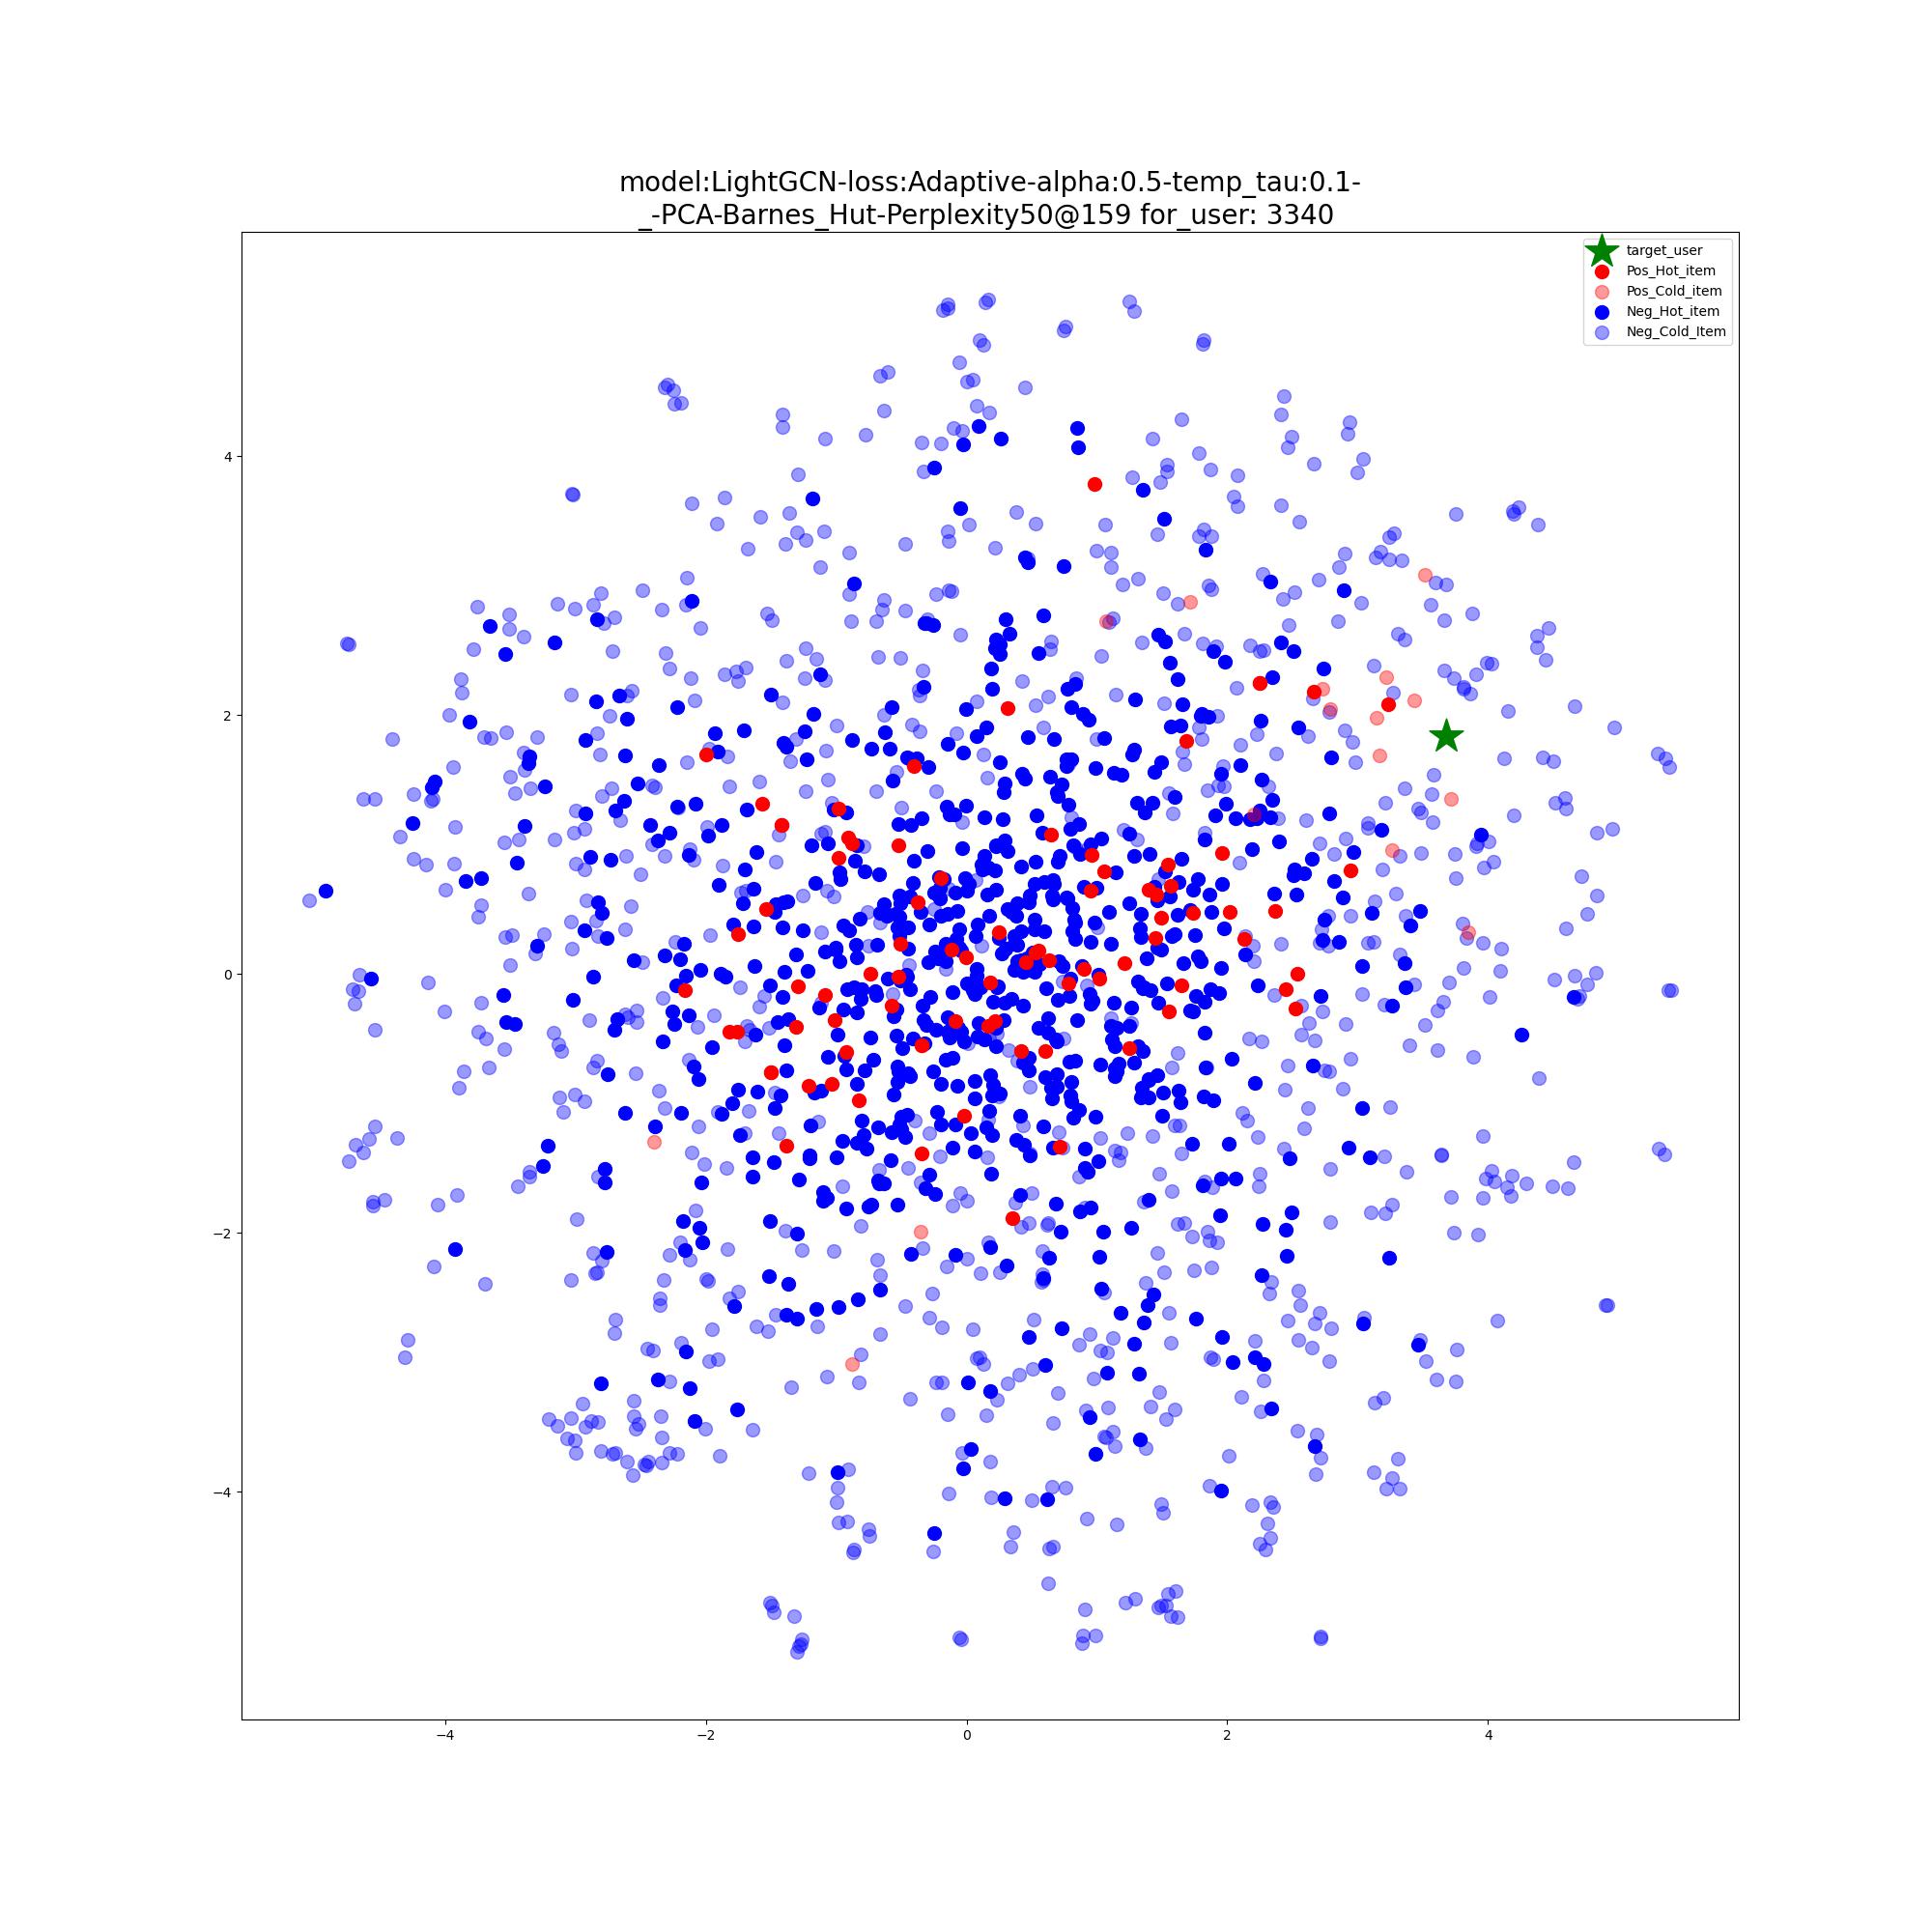 model:LightGCN-loss:Adaptive-alpha:0.5-temp_tau:0.1-
_-PCA-Barnes_Hut-Perplexity50@159 for_user: 3340
target_user
Pos_Hot_item
Pos_Cold_item
Neg_Hot_item
Neg_Cold_Item
4
2
0
−2
−4
−4
−2
0
2
4